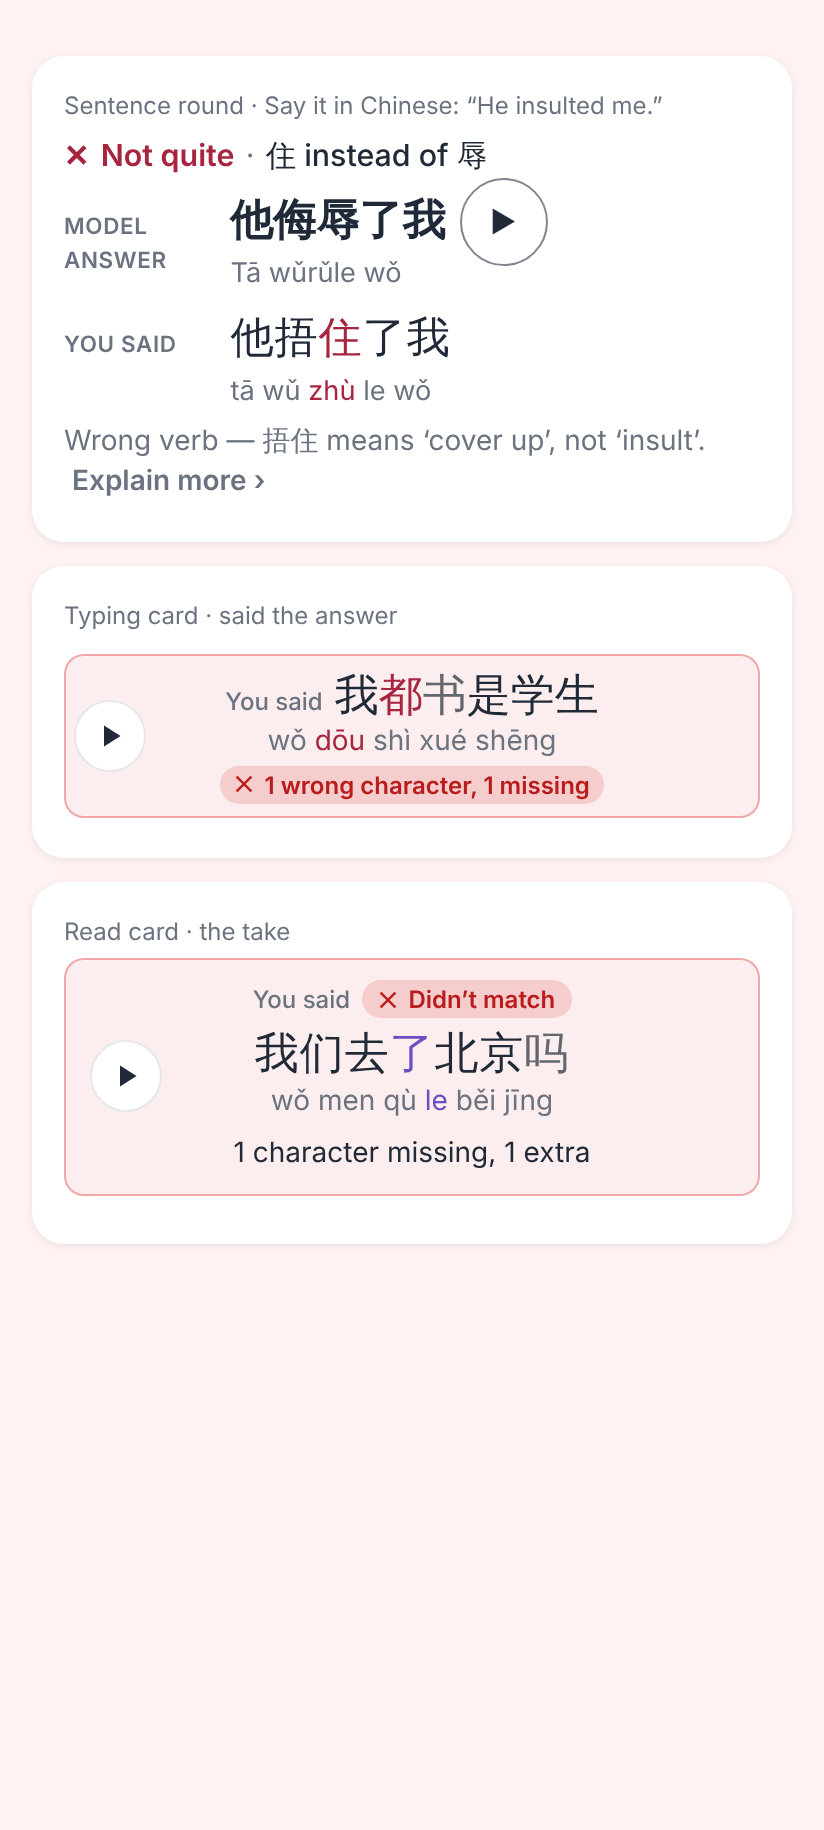 Sentence round · Say it in Chinese: “He insulted me.”
✕ Not quite · 住 instead of 辱
MODEL ANSWER
他侮辱了我
Tā wǔrǔle wǒ
YOU SAID
他捂住了我
tā wǔ zhù le wǒ
Wrong verb — 捂住 means ‘cover up’, not ‘insult’.
Explain more ›
Typing card · said the answer
You said 我都书是学生
wǒ dōu shì xué shēng
✕ 1 wrong character, 1 missing
Read card · the take
You said ✕ Didn’t match
我们去了北京吗
wǒ men qù le běi jīng
1 character missing, 1 extra